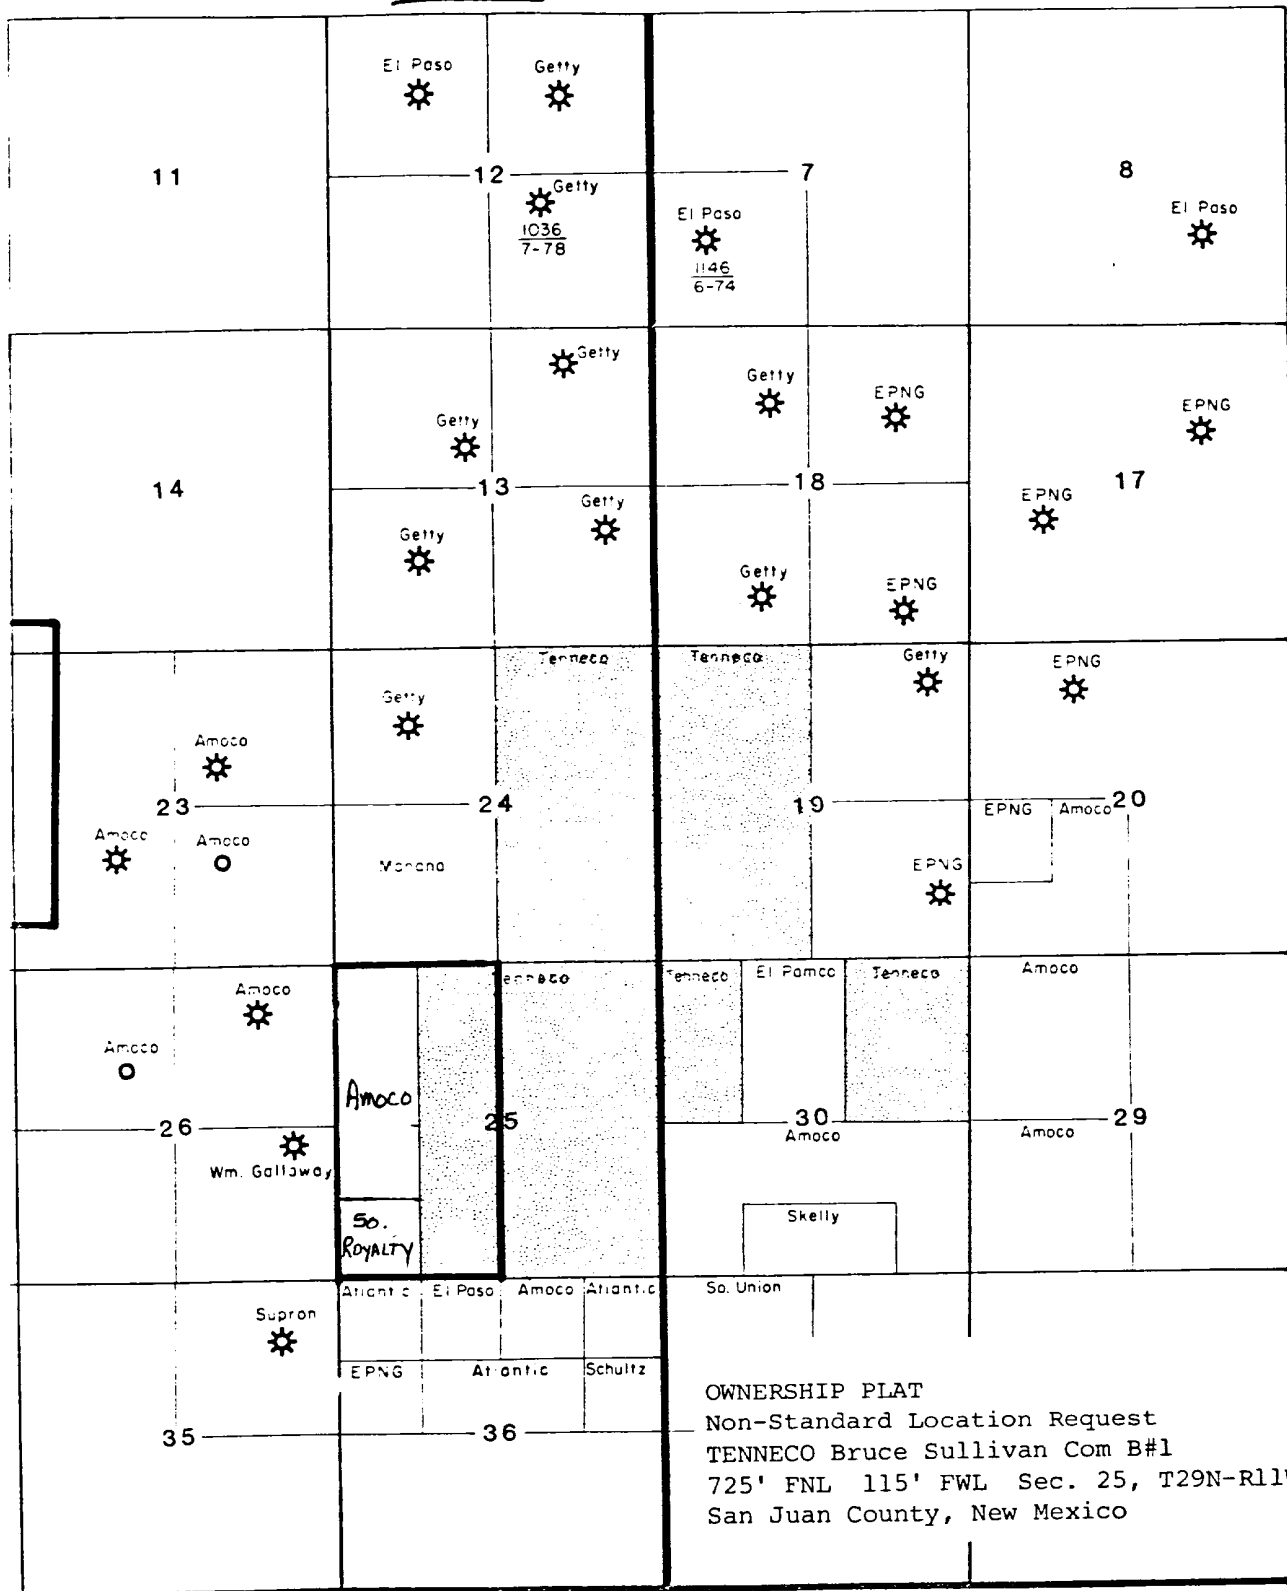 El Paso
Getty
11
12
7
8
Getty
1036
7-78
El Paso
1146
6-74
El Paso
Getty
Getty
EPNG
EPNG
Getty
14
13
18
17
Getty
EPNG
Getty
Getty
EPNG
Tenneco
Tenneco
Getty
EPNG
Getty
Amoco
23
24
19
20
EPNG
Amoco
Amoco
Amoco
EPNG
Tenneco
Tenneco
El Pamco
Tenneco
Amoco
Amoco
Amoco
Amoco
26
25
30
29
Amoco
Amoco
Wm. Gallaway
So.
ROYALTY
Skelly
Atlantic
El Paso
Amoco
Atlantic
So. Union
Supron
EPNG
Atlantic
Schultz
35
36
OWNERSHIP PLAT
Non-Standard Location Request
TENNECO Bruce Sullivan Com B#1
725' FNL 115' FWL Sec. 25, T29N-R11
San Juan County, New Mexico